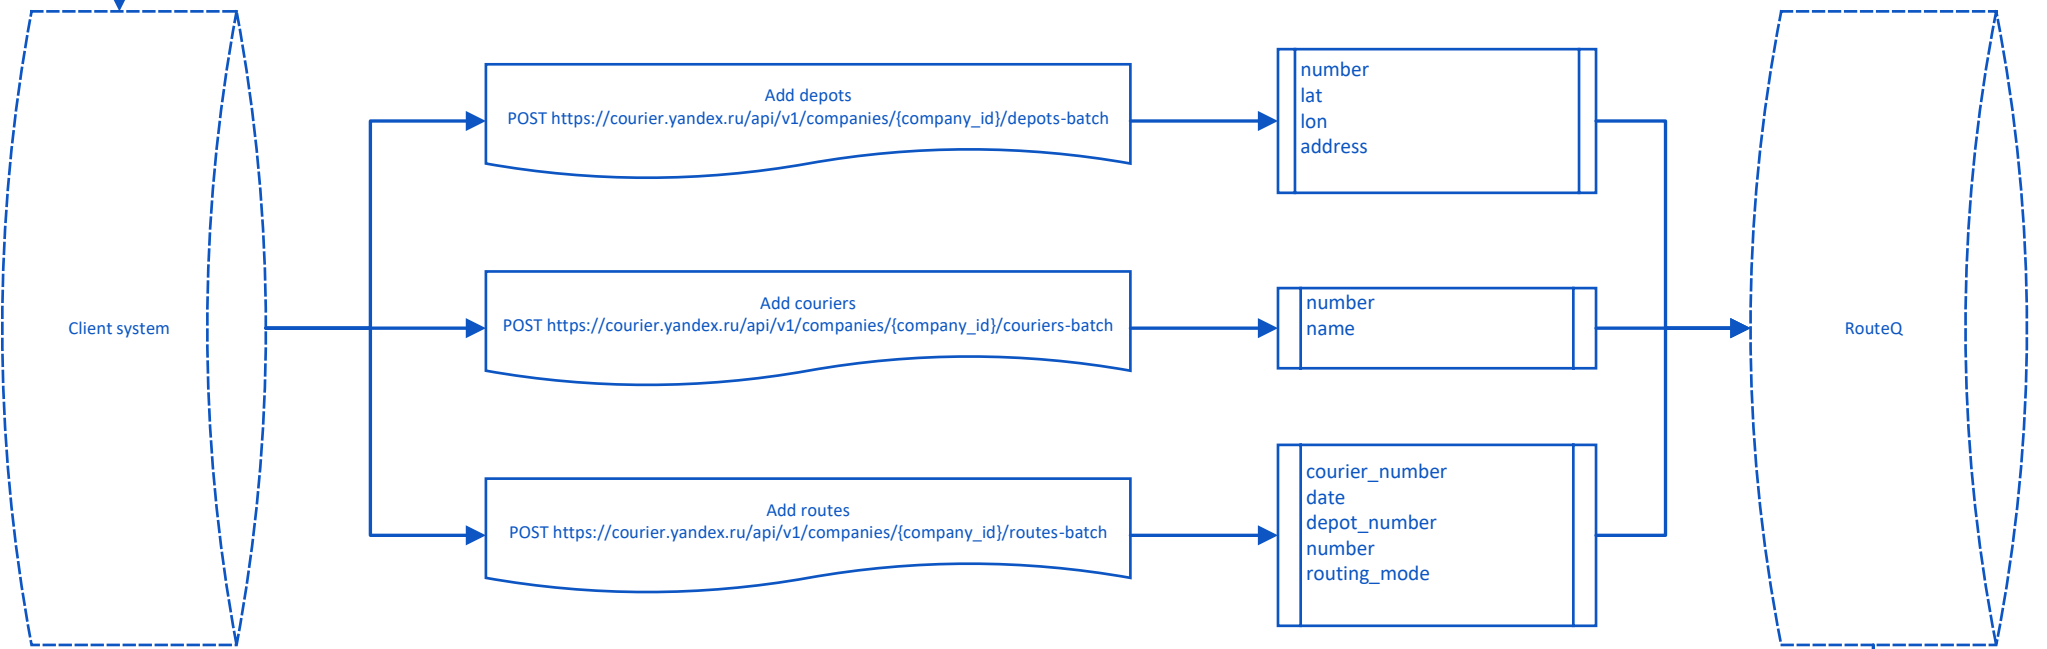 Client system
Add depots
POST https://courier.yandex.ru/api/v1/companies/{company_id}/depots-batch
number
lat
lon
address
Add couriers
POST https://courier.yandex.ru/api/v1/companies/{company_id}/couriers-batch
number
name
Add routes
POST https://courier.yandex.ru/api/v1/companies/{company_id}/routes-batch
courier_number
date
depot_number
number
routing_mode
RouteQ